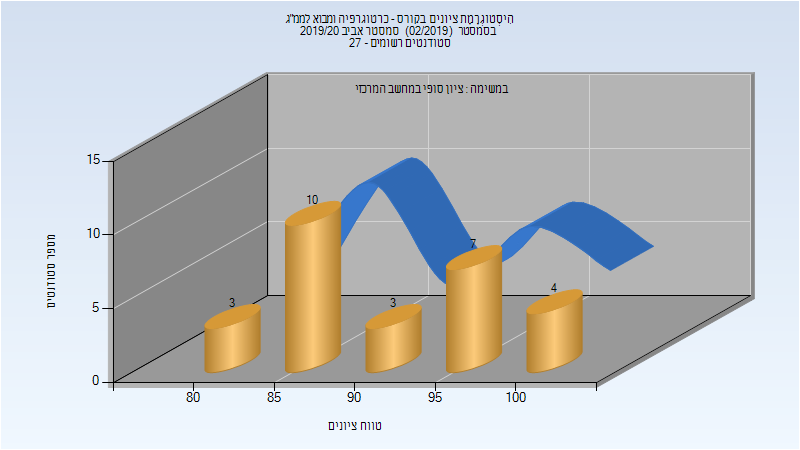 היסטוגרמת ציונים בקורס - כרטוגרפיה ומבוא לממ"ג
בסמסטר (02/2019) סמסטר אביב 2019/20
סטודנטים רשומים - 27
במשימה : ציון סופי במחשב המרכזי
מספר סטודנטים
15
10
5
0
3
10
3
7
4
80
85
90
95
100
טווח ציונים